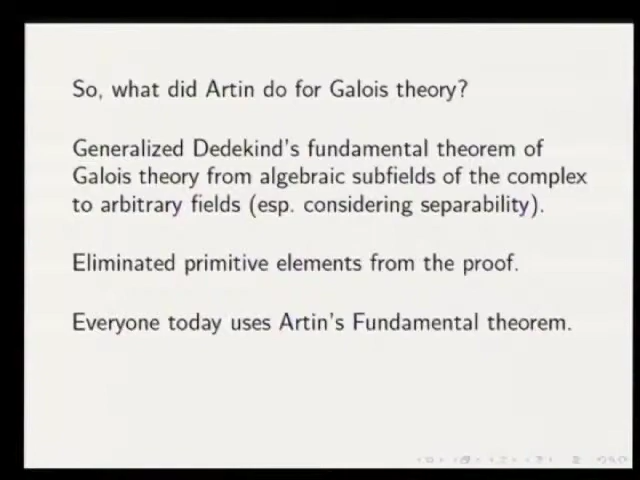 So, what did Artin do for Galois theory?
Generalized Dedekind's fundamental theorem of
Galois theory from algebraic subfields of the complex
to arbitrary fields (esp. considering separability).
Eliminated primitive elements from the proof.
Everyone today uses Artin's Fundamental theorem.